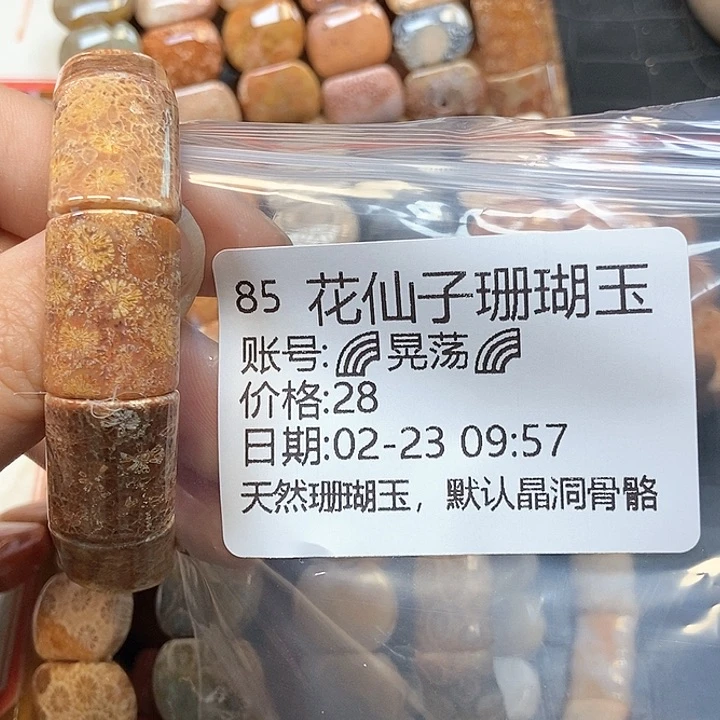 85 花仙子珊瑚玉
账号:🌈晃荡🌈
价格:28
日期:02-23 09:57
天然珊瑚玉，默认晶洞骨骼